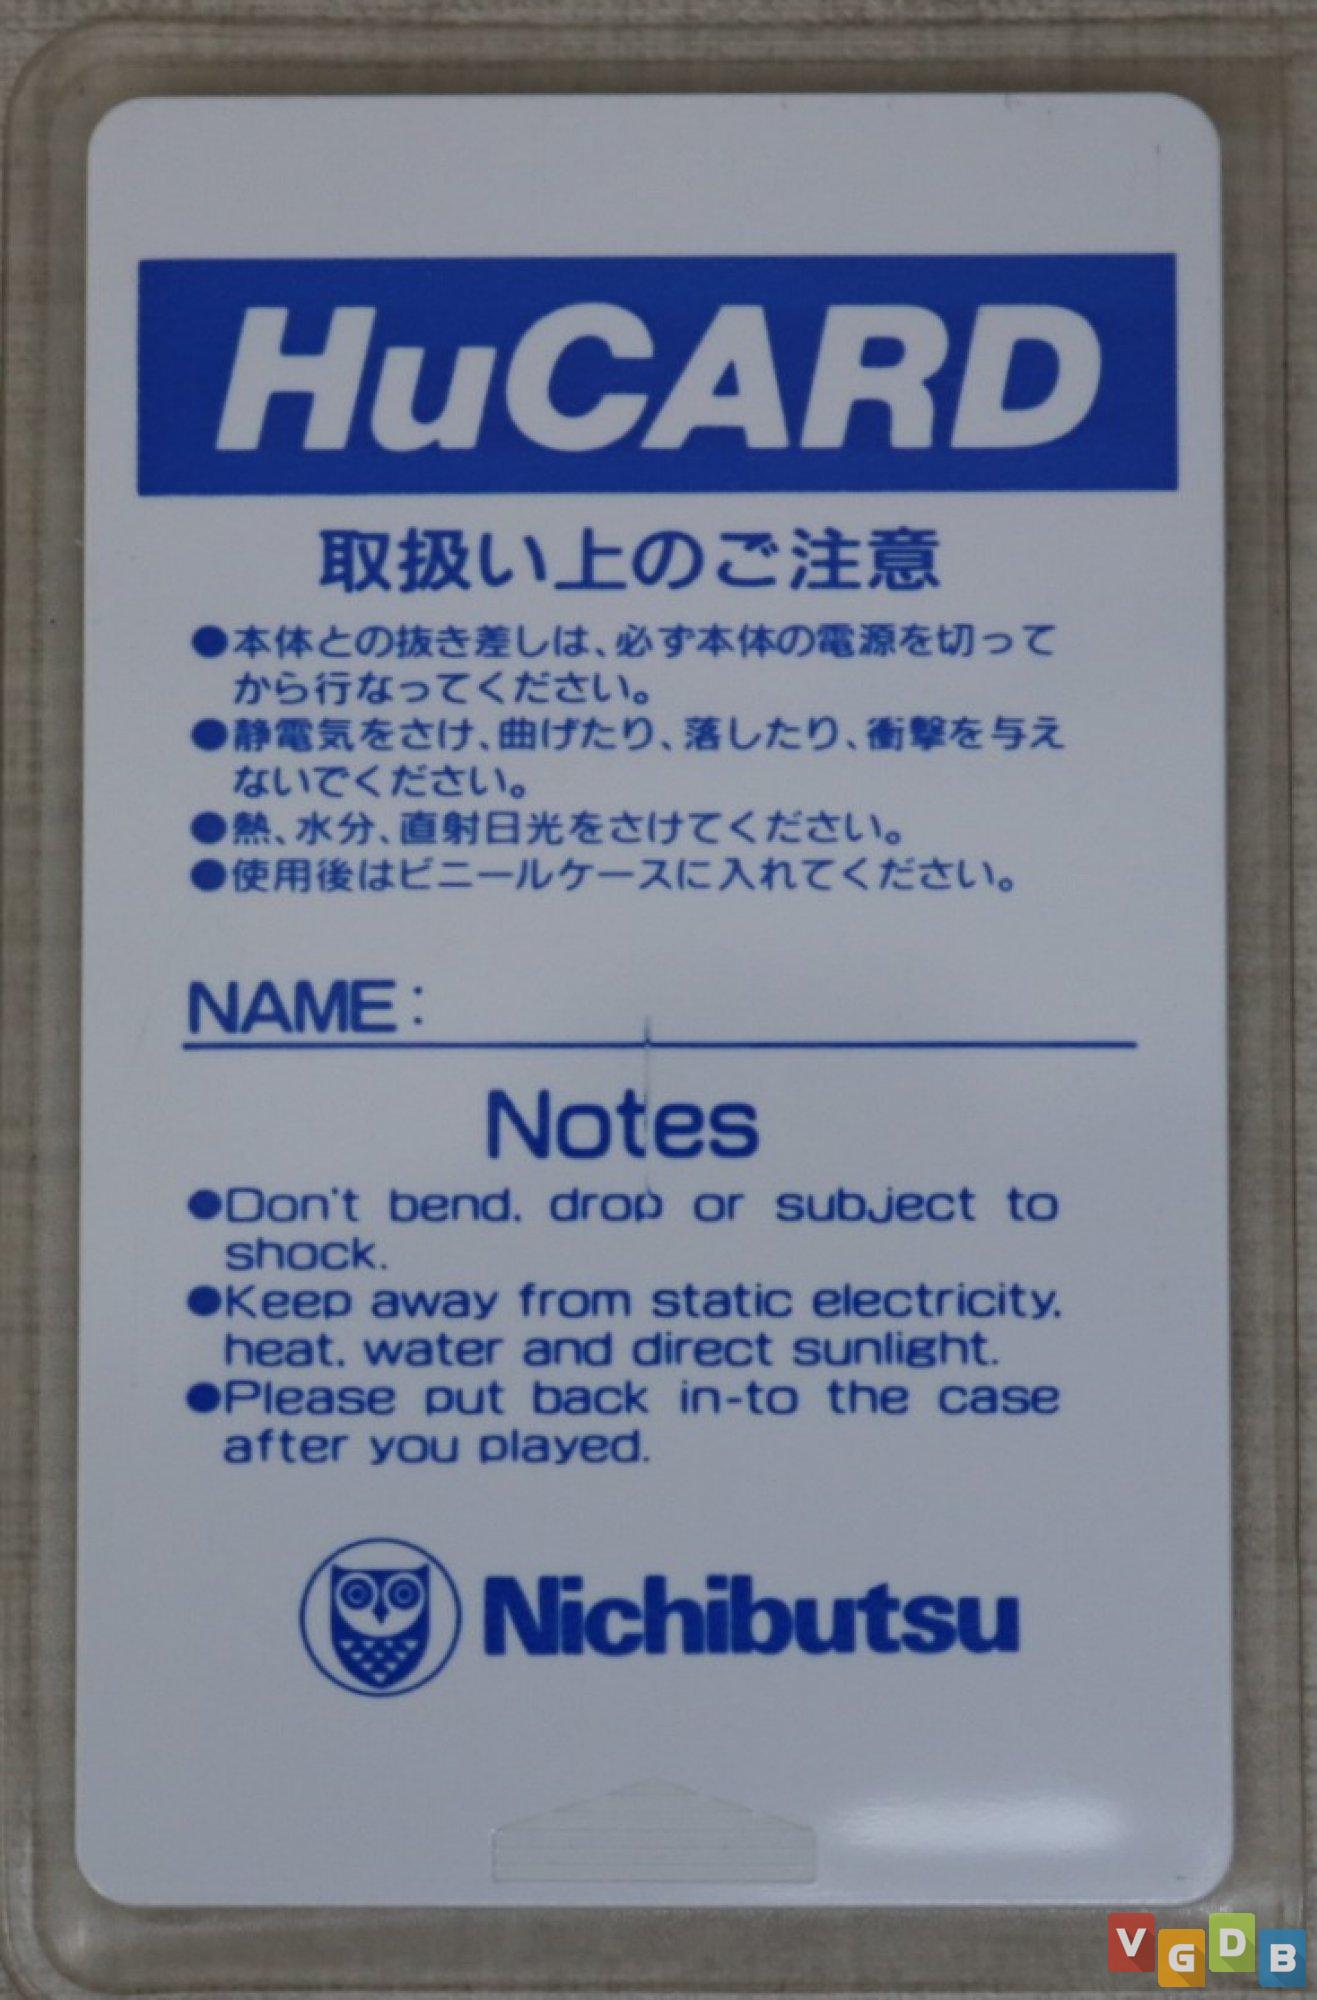 HuCARD
取扱い上のご注意
●本体との抜き差しは、必ず本体の電源を切って
から行なってください。
●静電気をさけ、曲げたり、落したり、衝撃を与え
ないでください。
●熱、水分、直射日光をさけてください。
●使用後はビニールケースに入れてください。
NAME:
Notes
●Don't bend. drop or subject to
shock.
●Keep away from static electricity.
heat. water and direct sunlight.
●Please put back in-to the case
after you played.
Nichibutsu
VGDB